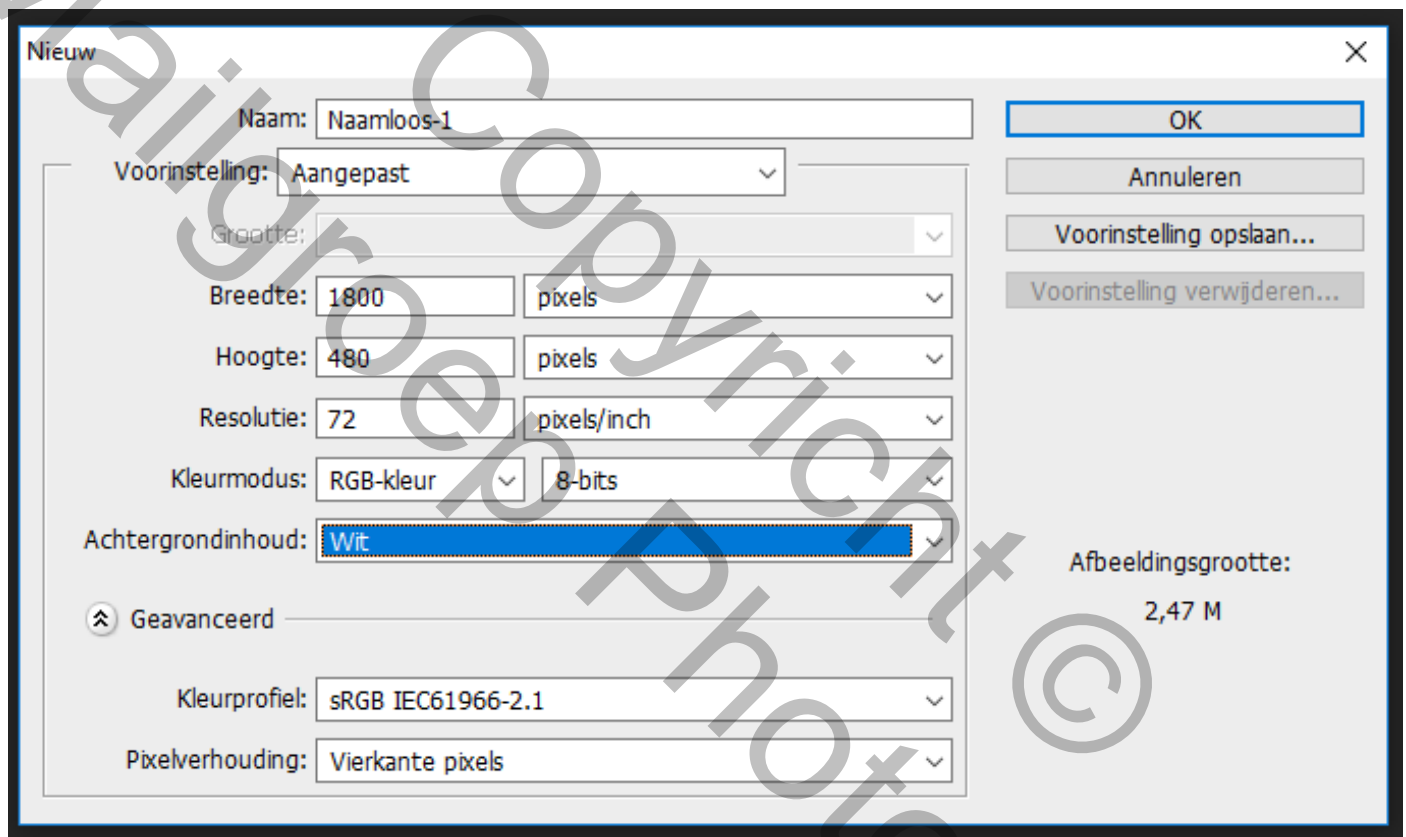 Nieuw
Naam: Naamloos-1
OK
Voorinstelling: Aangepast
Annuleren
Grootte:
Voorinstelling opslaan...
Breedte: 1800 pixels
Voorinstelling verwijderen...
Hoogte: 480 pixels
Resolutie: 72 pixels/inch
Kleurmodus: RGB-kleur 8-bits
Achtergrondinhoud: Wit
Afbeeldingsgrootte:
2,47 M
Geavanceerd
Kleurprofiel: sRGB IEC61966-2.1
Pixelverhouding: Vierkante pixels
Copyricht ©